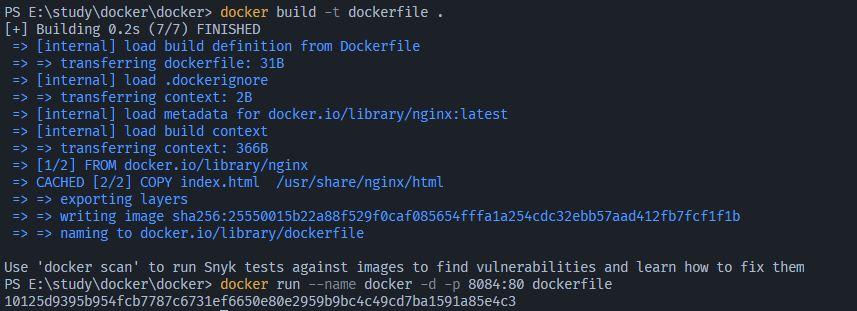 PS E:\study\docker\docker> docker build -t dockerfile .
[+] Building 0.2s (7/7) FINISHED
=> [internal] load build definition from Dockerfile
=> => transferring dockerfile: 31B
=> [internal] load .dockerignore
=> => transferring context: 2B
=> [internal] load metadata for docker.io/library/nginx:latest
=> [internal] load build context
=> => transferring context: 366B
=> [1/2] FROM docker.io/library/nginx
=> CACHED [2/2] COPY index.html  /usr/share/nginx/html
=> => exporting layers
=> => writing image sha256:25550015b22a88f529f0caf085654fffa1a254cdc32ebb57aad412fb7fcf1f1b
=> => naming to docker.io/library/dockerfile
Use 'docker scan' to run Snyk tests against images to find vulnerabilities and learn how to fix them
PS E:\study\docker\docker> docker run --name docker -d -p 8084:80 dockerfile
10125d9395b954fcb7787c6731ef6650e80e2959b9bc4c49cd7ba1591a85e4c3